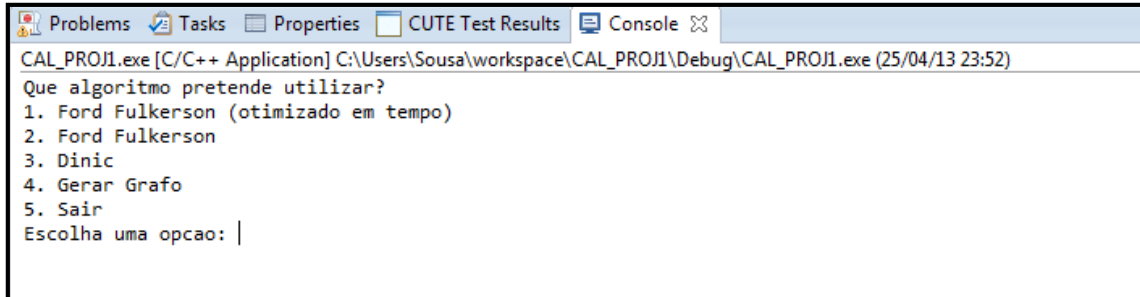 Problems Tasks Properties CUTE Test Results Console
CAL_PROJ1.exe [C/C++ Application] C:\Users\Sousa\workspace\CAL_PROJ1\Debug\CAL_PROJ1.exe (25/04/13 23:52)
Que algoritmo pretende utilizar?
1. Ford Fulkerson (otimizado em tempo)
2. Ford Fulkerson
3. Dinic
4. Gerar Grafo
5. Sair
Escolha uma opcao: